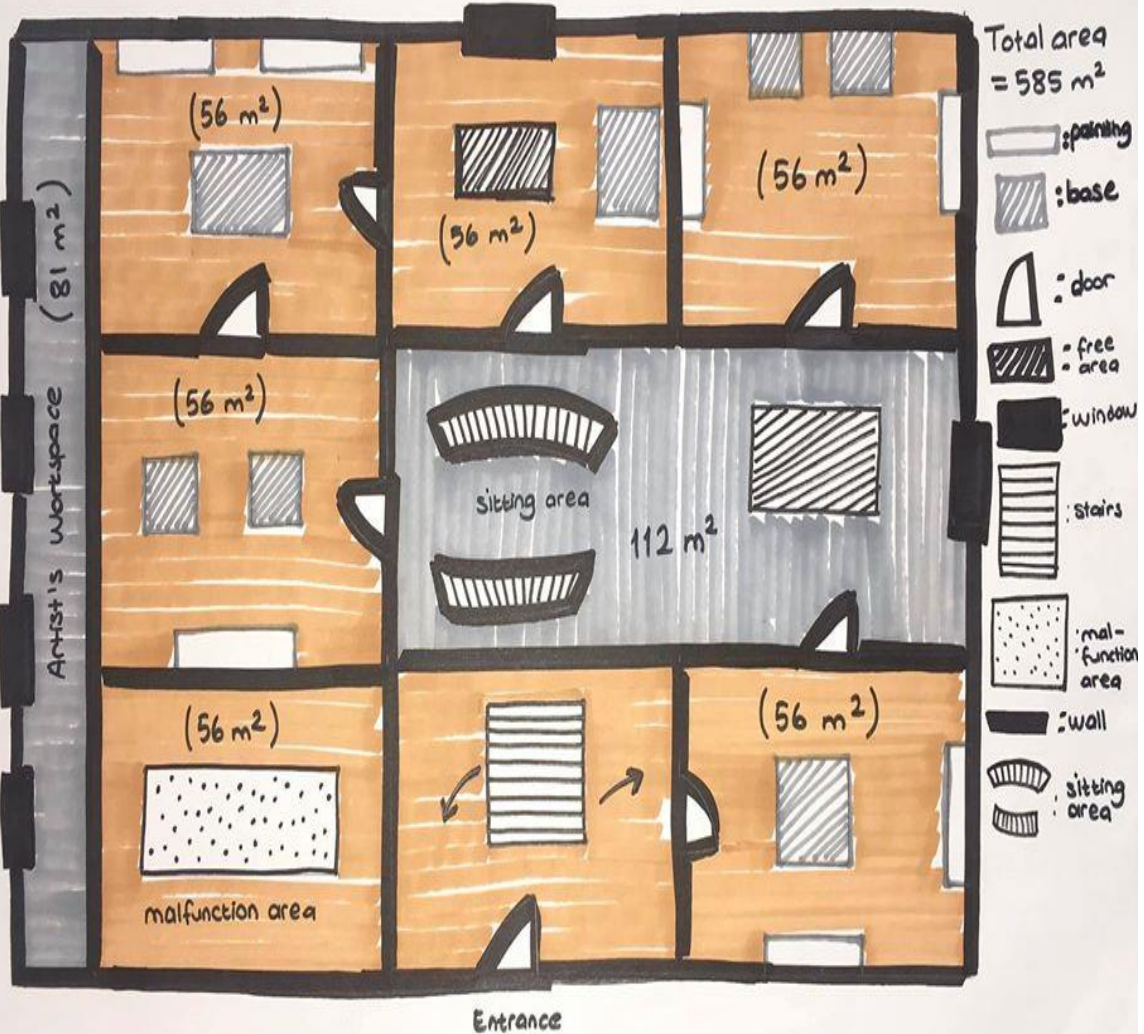 Total area
= 585 m²
(56 m²)
(56 m²)
(56 m²)
:painting
:base
:door
: free
area
:window
: stairs
:mal-
function
area
:wall
: sitting
area
Artist's workspace (81 m²)
(56 m²)
sitting area
112 m²
(56 m²)
malfunction area
(56 m²)
Entrance